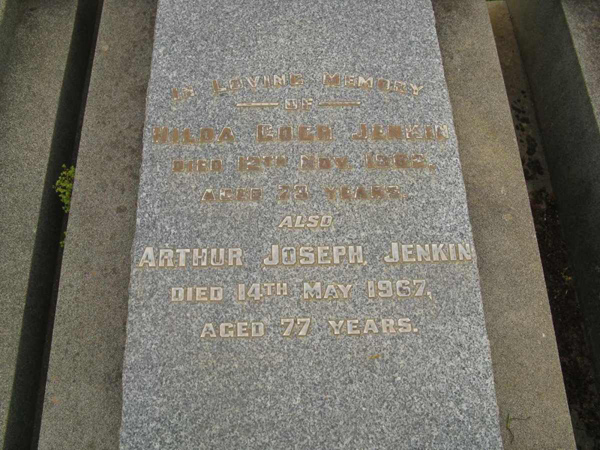 IN LOVING MEMORY
OF
HILDA JENKIN
DIED 12TH NOV.
AGED 73 YEARS.
ALSO
ARTHUR JOSEPH JENKIN
DIED 14TH MAY 1967,
AGED 77 YEARS.